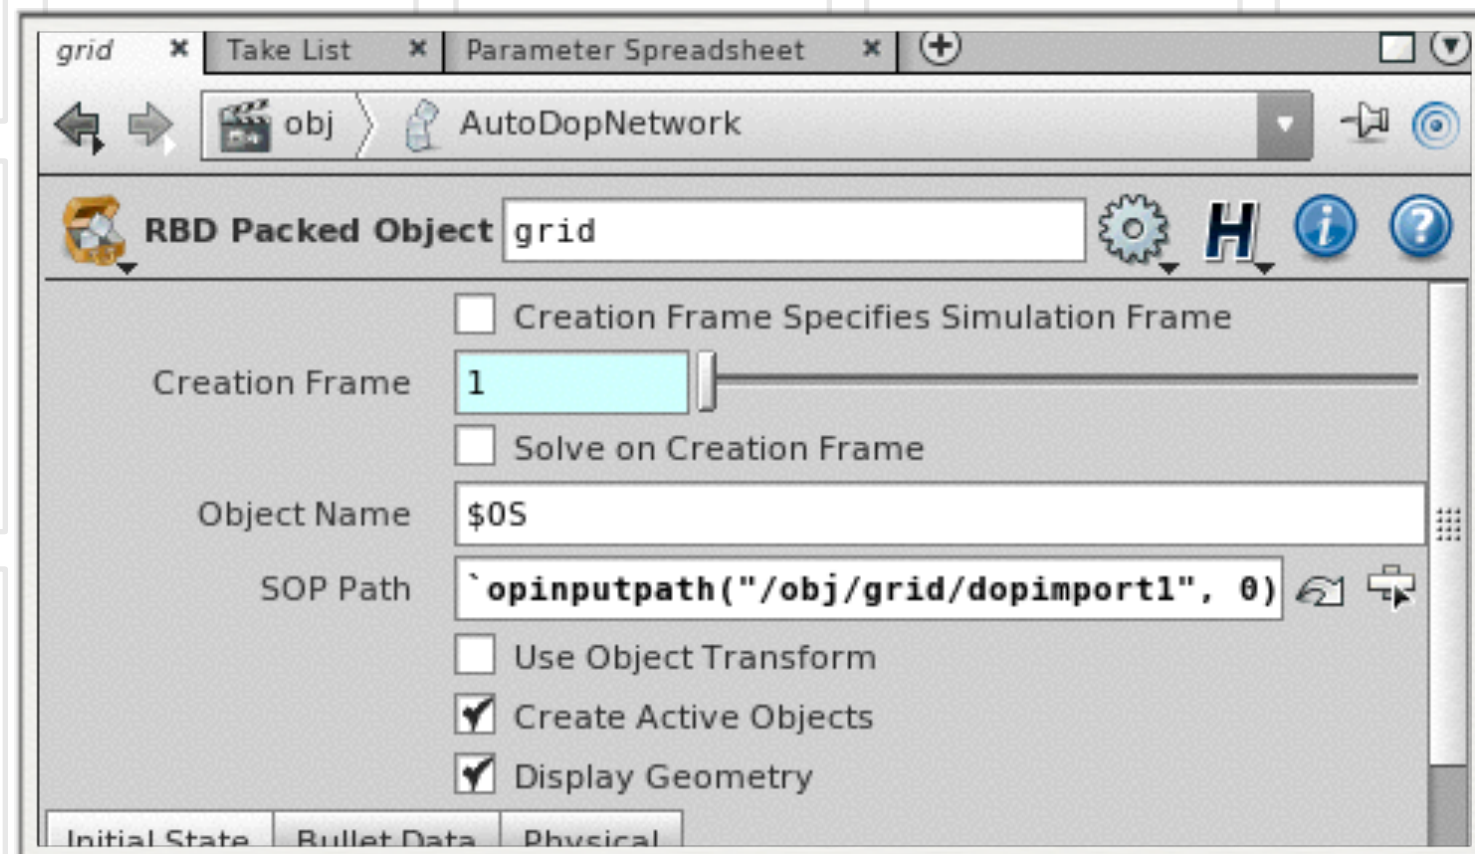 grid
Take List
Parameter Spreadsheet
obj
AutoDopNetwork
RBD Packed Object
grid
Creation Frame Specifies Simulation Frame
Creation Frame
1
Solve on Creation Frame
Object Name
$OS
SOP Path
`opinputpath("/obj/grid/dopimport1", 0)
Use Object Transform
Create Active Objects
Display Geometry
Initial State
Bullet Data
Physical